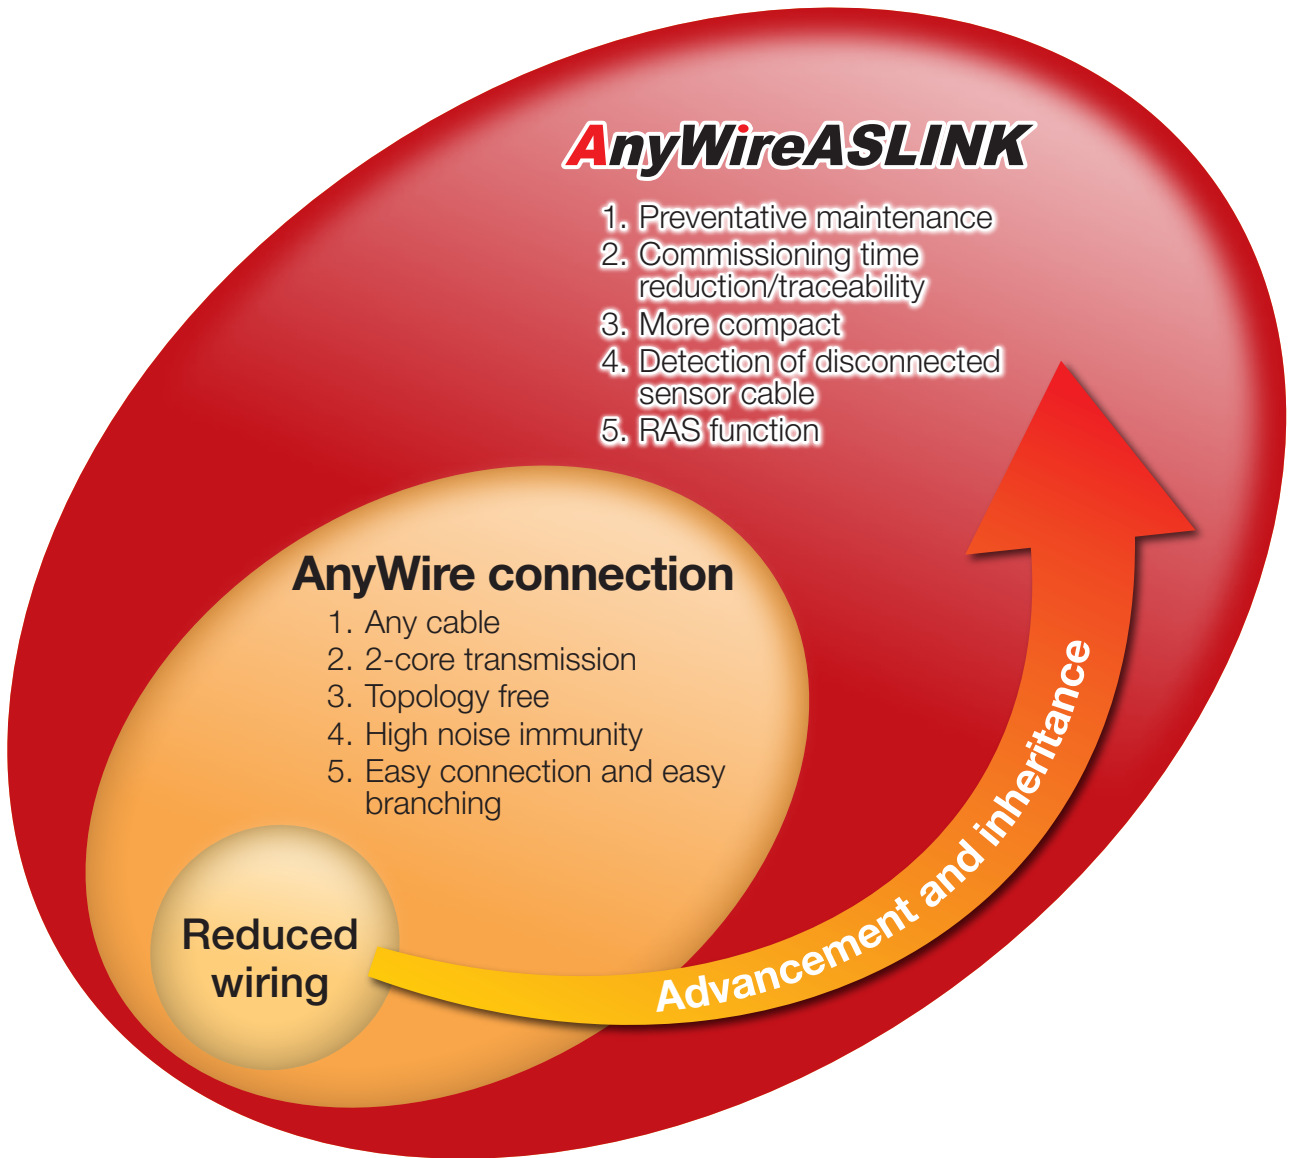 AnyWireASLINK
1. Preventative maintenance
2. Commissioning time
reduction/traceability
3. More compact
4. Detection of disconnected
sensor cable
5. RAS function
AnyWire connection
1. Any cable
2. 2-core transmission
3. Topology free
4. High noise immunity
5. Easy connection and easy
branching
Reduced
wiring
Advancement and inheritance